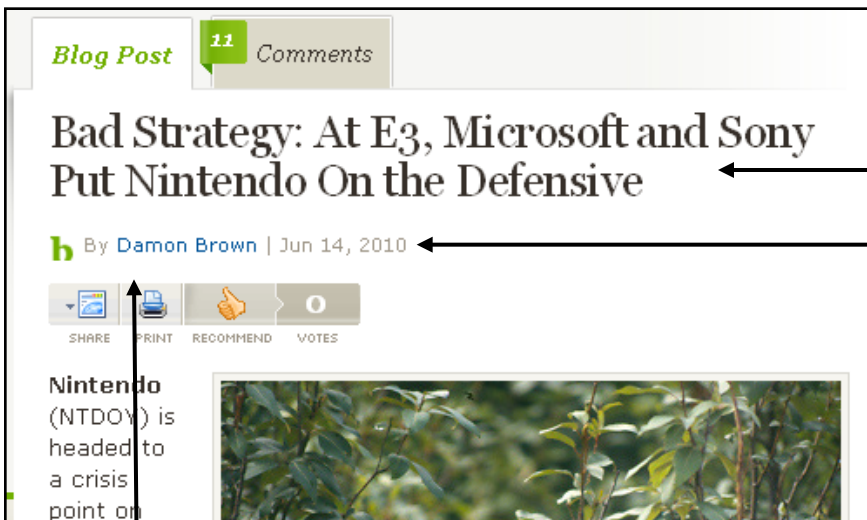 Blog Post
11
Comments
Bad Strategy: At E3, Microsoft and Sony
Put Nintendo On the Defensive
b By Damon Brown | Jun 14, 2010
0
SHARE PRINT RECOMMEND VOTES
Nintendo
(NTDOY) is
headed to
a crisis
point on